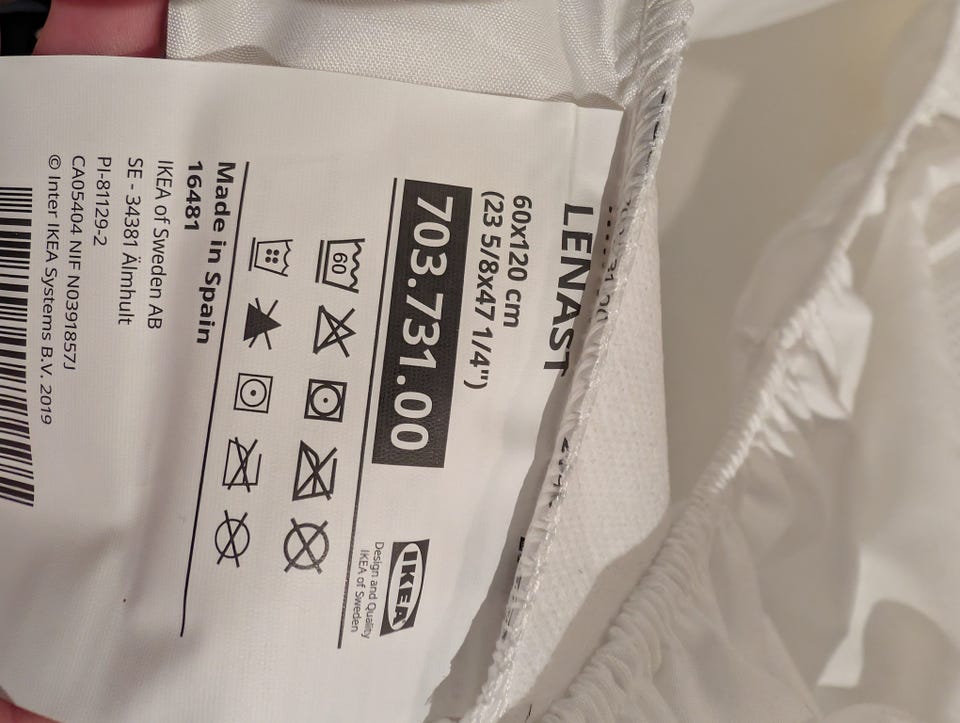 LENAST
60x120 cm
(23 5/8x47 1/4")
703.731.00
IKEA
Design and Quality
IKEA of Sweden
60
Made in Spain
16481
IKEA of Sweden AB
SE - 34381 Älmhult
PI-81129-2
CA05404 NIF N0391857J
© Inter IKEA Systems B.V. 2019